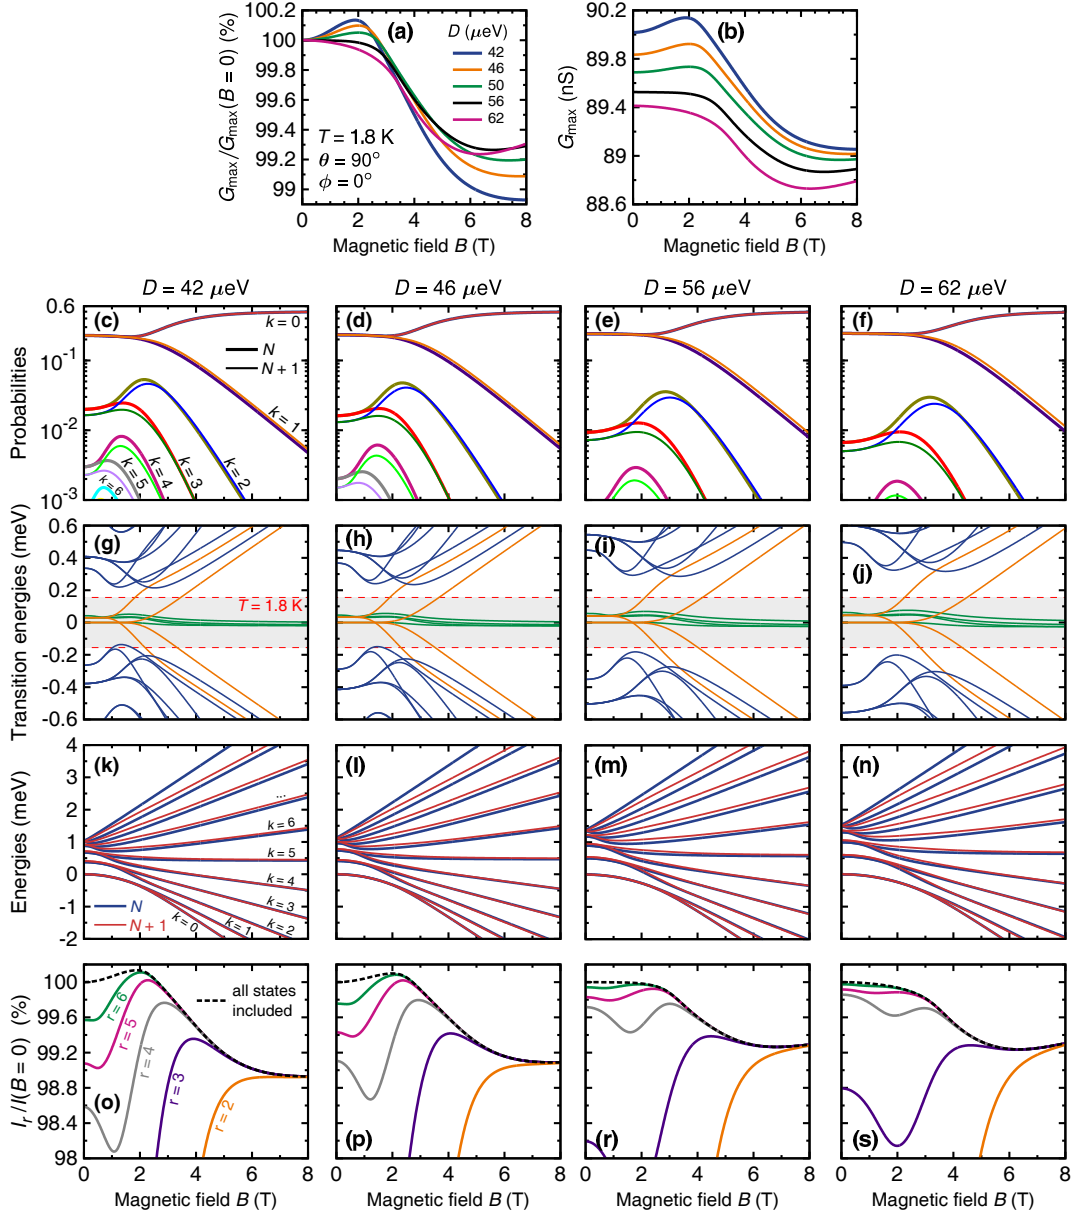 G_max/G_max(B = 0) (%)
100
99.8
99.6
99.4
99.2
99
(a)
D (μeV)
42
46
50
56
62
T = 1.8 K
θ = 90°
ϕ = 0°
0 2 4 6 8
Magnetic field B (T)
G_max (nS)
90.2
89.8
89.4
89
88.6
(b)
0 2 4 6 8
Magnetic field B (T)
D = 42 μeV
D = 46 μeV
D = 56 μeV
D = 62 μeV
Probabilities
0.6
10^-1
10^-2
10^-3
(c)
k = 0
N
N + 1
k = 1
k = 2
k = 3
k = 4
k = 5
k = 6
(d)
(e)
(f)
Transition energies (meV)
0.6
0.4
0.2
0
-0.2
-0.4
-0.6
(g)
T = 1.8 K
(h)
(i)
(j)
Energies (meV)
4
3
2
1
0
-1
-2
(k)
...
k = 6
k = 5
k = 4
k = 3
k = 2
k = 1
k = 0
N
N + 1
(l)
(m)
(n)
I_r /I(B = 0) (%)
100
99.6
99.2
98.8
98.4
98
(o)
r = 6
r = 5
r = 4
r = 3
r = 2
all states
included
(p)
(r)
(s)
0 2 4 6 8
0 2 4 6 8
0 2 4 6 8
0 2 4 6 8
Magnetic field B (T)
Magnetic field B (T)
Magnetic field B (T)
Magnetic field B (T)